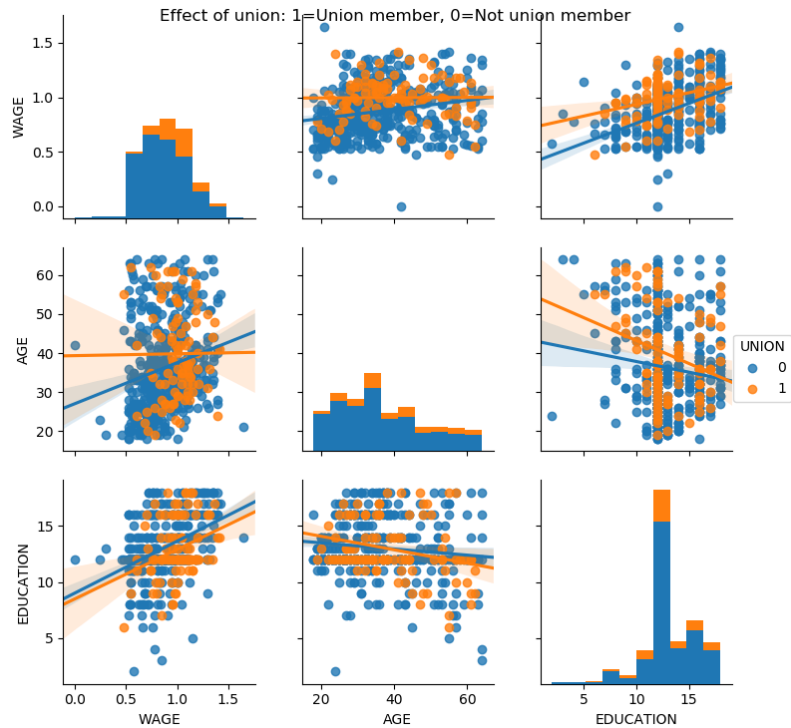 Effect of union: 1=Union member, 0=Not union member
1.5
1.0
0.5
0.0
WAGE
60
50
40
30
20
AGE
UNION
0
1
15
10
5
EDUCATION
0.0 0.5 1.0 1.5
20 40 60
5 10 15
WAGE AGE EDUCATION